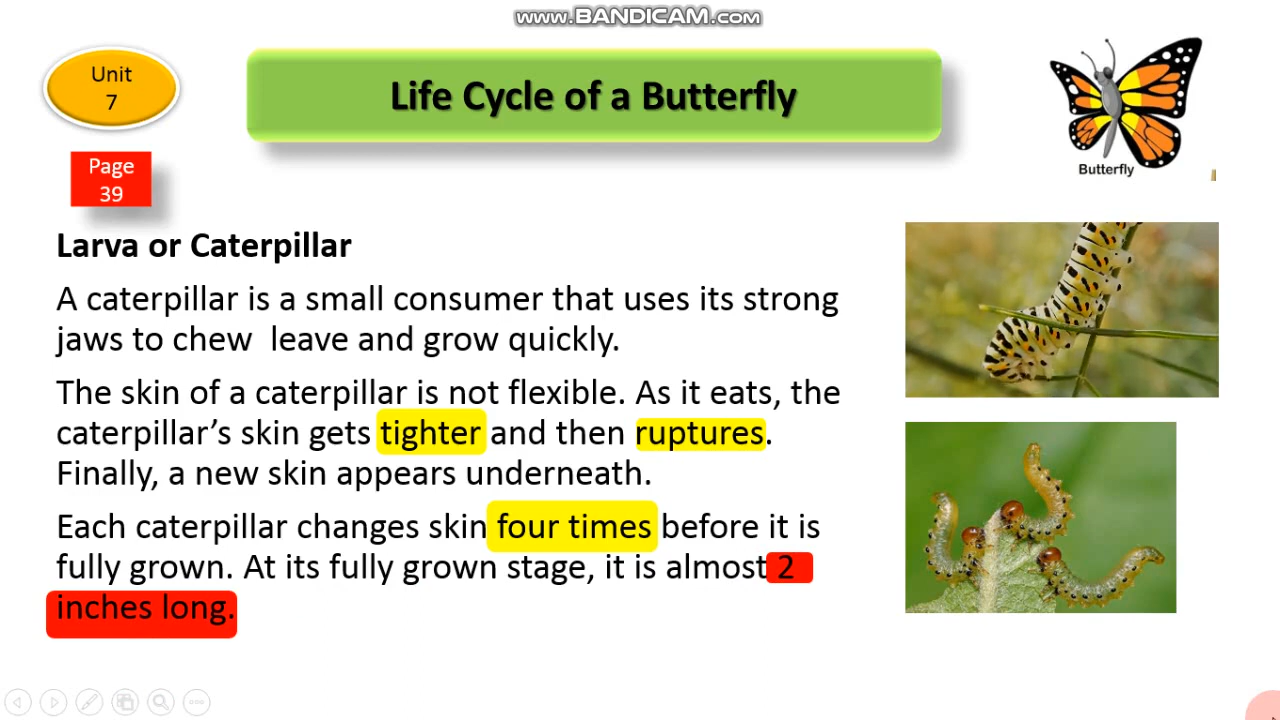 www.BANDICAM.com
Unit
7
Life Cycle of a Butterfly
Butterfly
Page
39
Larva or Caterpillar
A caterpillar is a small consumer that uses its strong
jaws to chew  leave and grow quickly.
The skin of a caterpillar is not flexible. As it eats, the
caterpillar’s skin gets tighter and then ruptures.
Finally, a new skin appears underneath.
Each caterpillar changes skin four times before it is
fully grown. At its fully grown stage, it is almost 2
inches long.